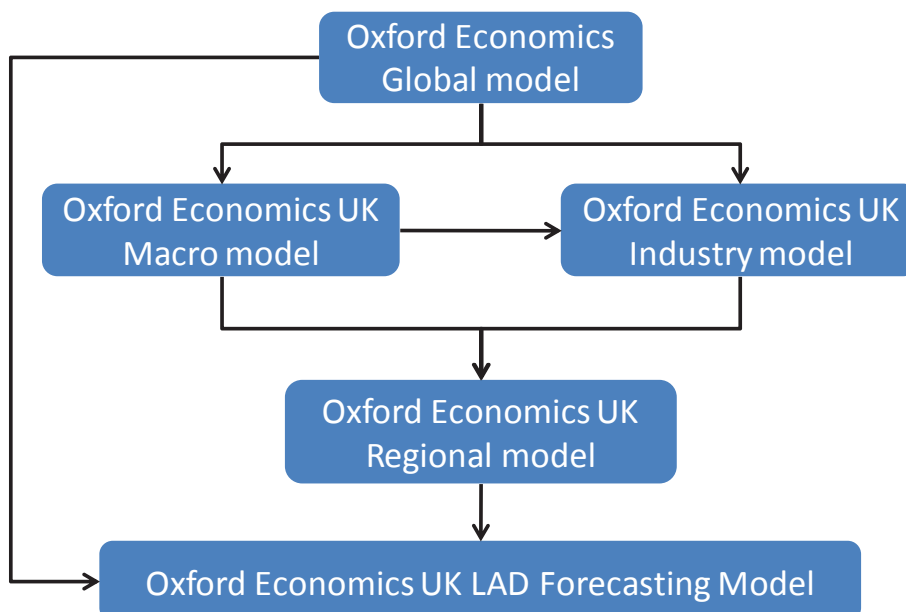 Oxford Economics
Global model
Oxford Economics UK
Macro model
Oxford Economics UK
Industry model
Oxford Economics UK
Regional model
Oxford Economics UK LAD Forecasting Model